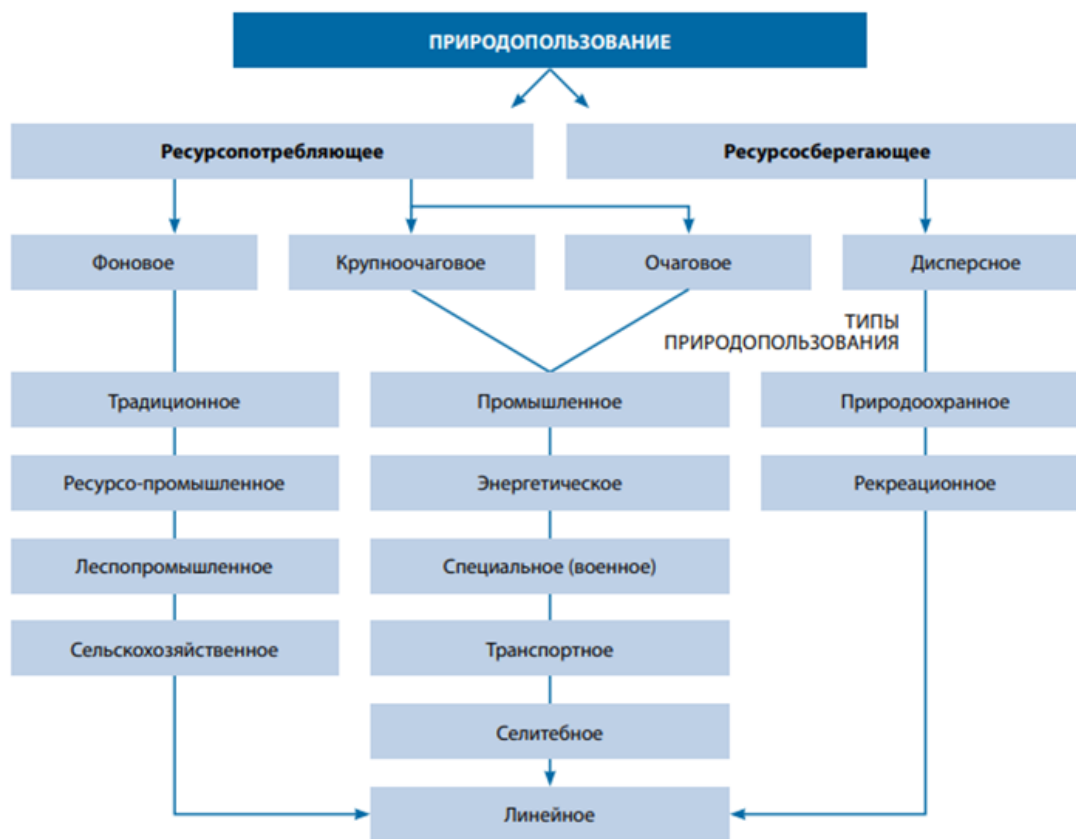 ПРИРОДОПОЛЬЗОВАНИЕ
Ресурсопотребляющее
Ресурсосберегающее
Фоновое
Крупноочаговое
Очаговое
Дисперсное
ТИПЫ
ПРИРОДОПОЛЬЗОВАНИЯ
Традиционное
Промышленное
Природоохранное
Ресурсо-промышленное
Энергетическое
Рекреационное
Леспопромышленное
Специальное (военное)
Сельскохозяйственное
Транспортное
Селитебное
Линейное